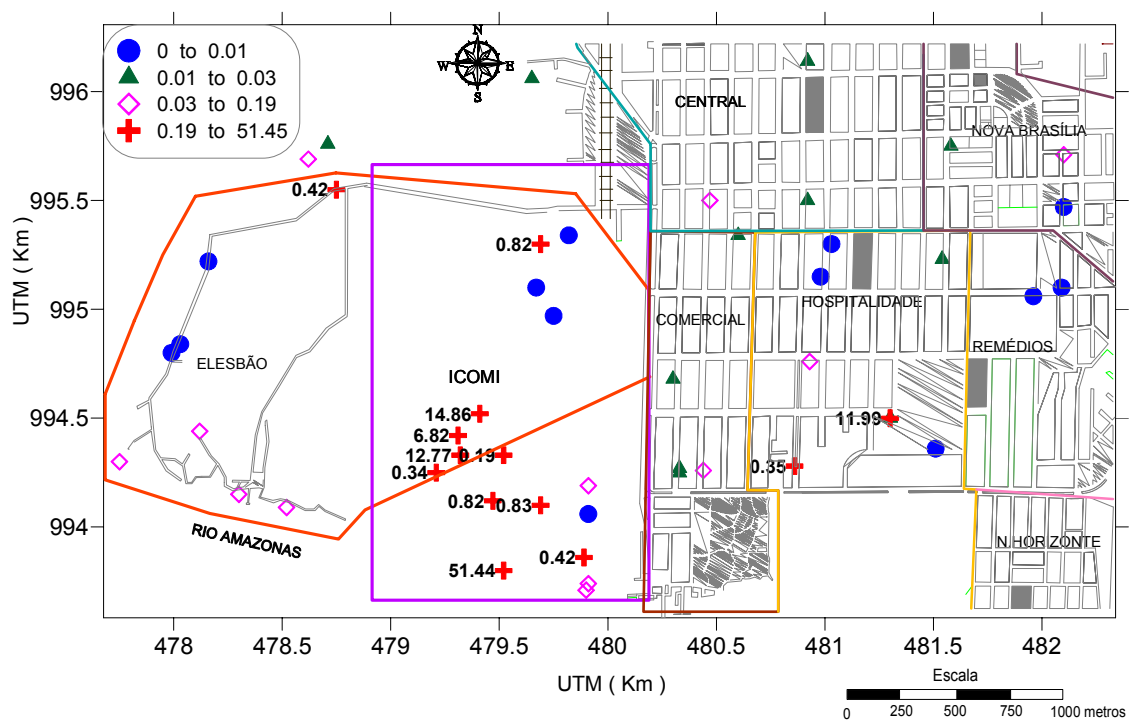 0 to 0.01
0.01 to 0.03
0.03 to 0.19
0.19 to 51.45
N
W E
S
996
995.5
995
994.5
994
UTM ( Km )
CENTRAL
NOVA BRASÍLIA
0.42
0.82
HOSPITALIDADE
COMERCIAL
REMÉDIOS
ELESBÃO
ICOMI
14.86
11.99
6.82
12.77
0.19
0.34
0.35
0.82
0.83
RIO AMAZONAS
N.HORIZONTE
0.42
51.44
478
478.5
479
479.5
480
480.5
481
481.5
482
UTM ( Km )
Escala
0 250 500 750 1000 metros